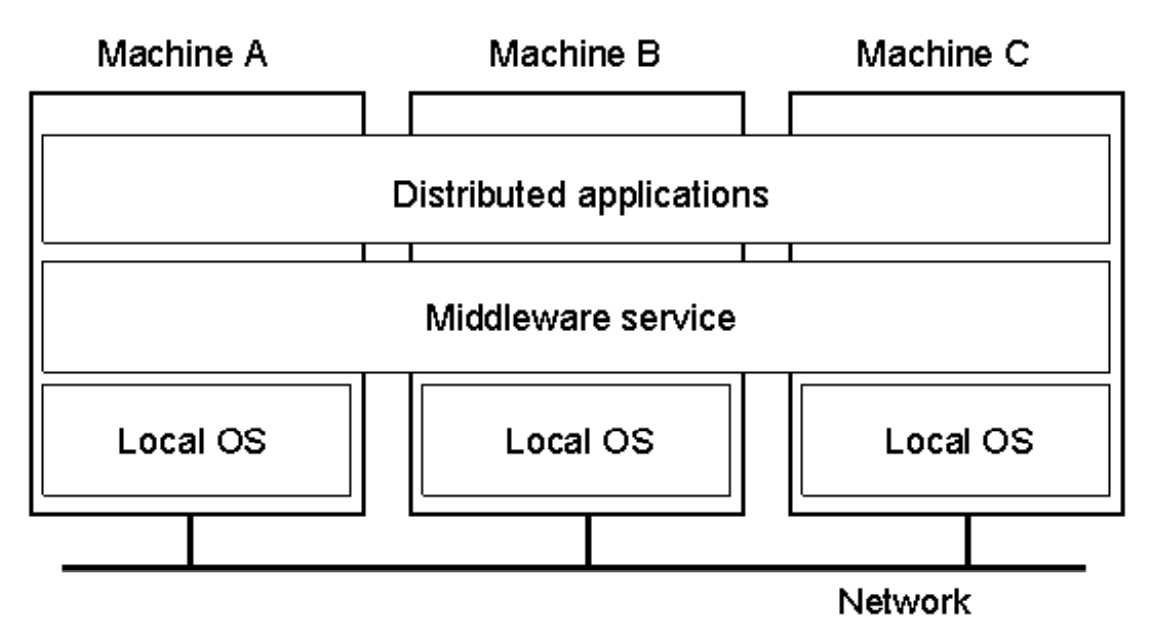 Machine A
Machine B
Machine C
Distributed applications
Middleware service
Local OS
Local OS
Local OS
Network